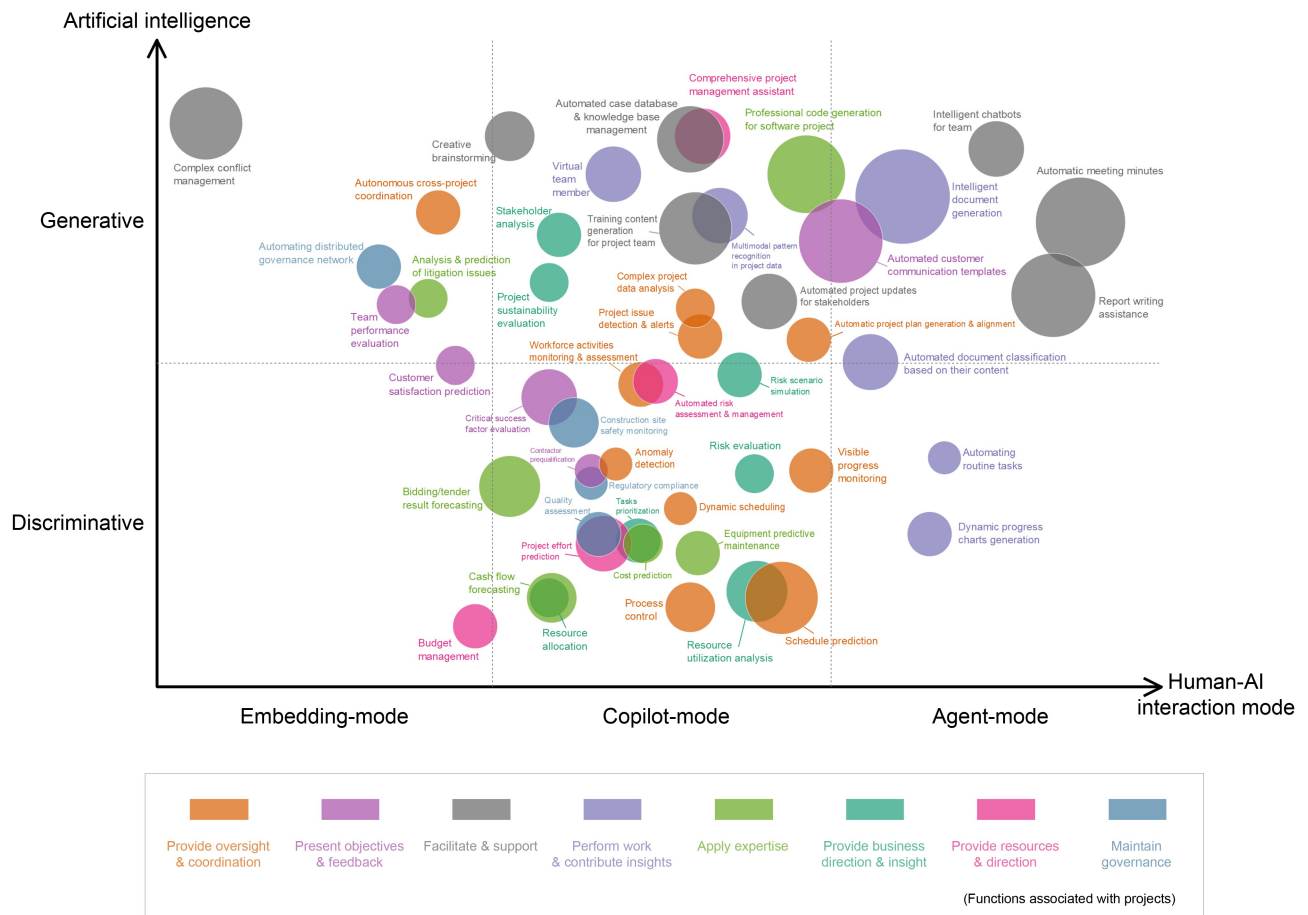 Artificial intelligence
Comprehensive project
management assistant
Automated case database
& knowledge base
management
Professional code generation
for software project
Intelligent chatbots
for team
Creative
brainstorming
Complex conflict
management
Virtual
team
member
Automatic meeting minutes
Autonomous cross-project
coordination
Intelligent
document
generation
Generative
Stakeholder
analysis
Training content
generation
for project team
Multimodal pattern
recognition
in project data
Automating distributed
governance network
Analysis & prediction
of litigation issues
Automated customer
communication templates
Complex project
data analysis
Project
sustainability
evaluation
Automated project updates
for stakeholders
Report writing
assistance
Team
performance
evaluation
Project issue
detection & alerts
Automatic project plan generation & alignment
Workforce activities
monitoring & assessment
Automated document classification
based on their content
Customer
satisfaction prediction
Risk scenario
simulation
Automated risk
assessment & management
Critical success
factor evaluation
Construction site
safety monitoring
Risk evaluation
Contractor
prequalification
Anomaly
detection
Visible
progress
monitoring
Automating
routine tasks
Regulatory compliance
Bidding/tender
result forecasting
Quality
assessment
Tasks
prioritization
Dynamic scheduling
Discriminative
Dynamic progress
charts generation
Equipment predictive
maintenance
Project effort
prediction
Cost prediction
Cash flow
forecasting
Process
control
Resource
allocation
Budget
management
Resource
utilization analysis
Schedule prediction
Human-AI
interaction mode
Embedding-mode
Copilot-mode
Agent-mode
Provide oversight
& coordination
Present objectives
& feedback
Facilitate & support
Perform work
& contribute insights
Apply expertise
Provide business
direction & insight
Provide resources
& direction
Maintain
governance
(Functions associated with projects)